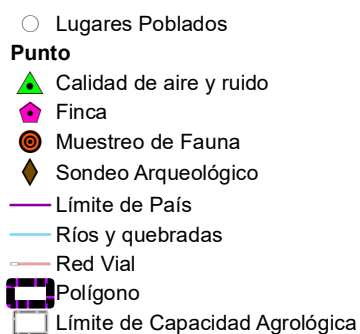 Lugares Poblados
Punto
Calidad de aire y ruido
Finca
Muestreo de Fauna
Sondeo Arqueológico
Límite de País
Ríos y quebradas
Red Vial
Polígono
Límite de Capacidad Agrológica